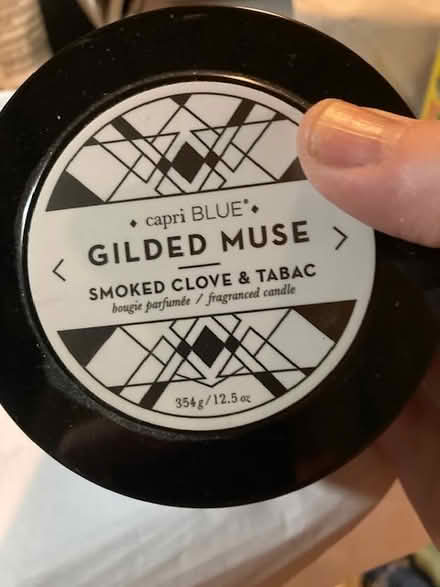 capri BLUE®
GILDED MUSE
SMOKED CLOVE & TABAC
bougie parfumée / fragranced candle
354g/12.5 oz